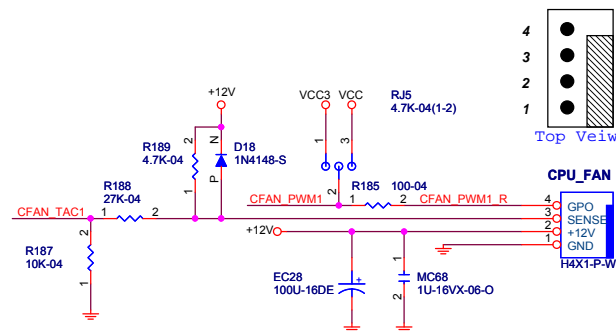 4
3
2
1
Top Veiw
+12V
VCC3
VCC
RJ5
4.7K-04(1-2)
R189
4.7K-04
2
1
N
D18
1N4148-S
P
1
3
2
CPU_FAN
R188
27K-04
CFAN_PWM1
R185
100-04
1
2
CFAN_PWM1_R
CFAN_TAC1
1
2
4
GPO
3
SENSE
2
+12V
1
GND
H4X1-P-W
+12V
R187
10K-04
2
1
EC28
100U-16DE
+
1
2
MC68
1U-16VX-06-O